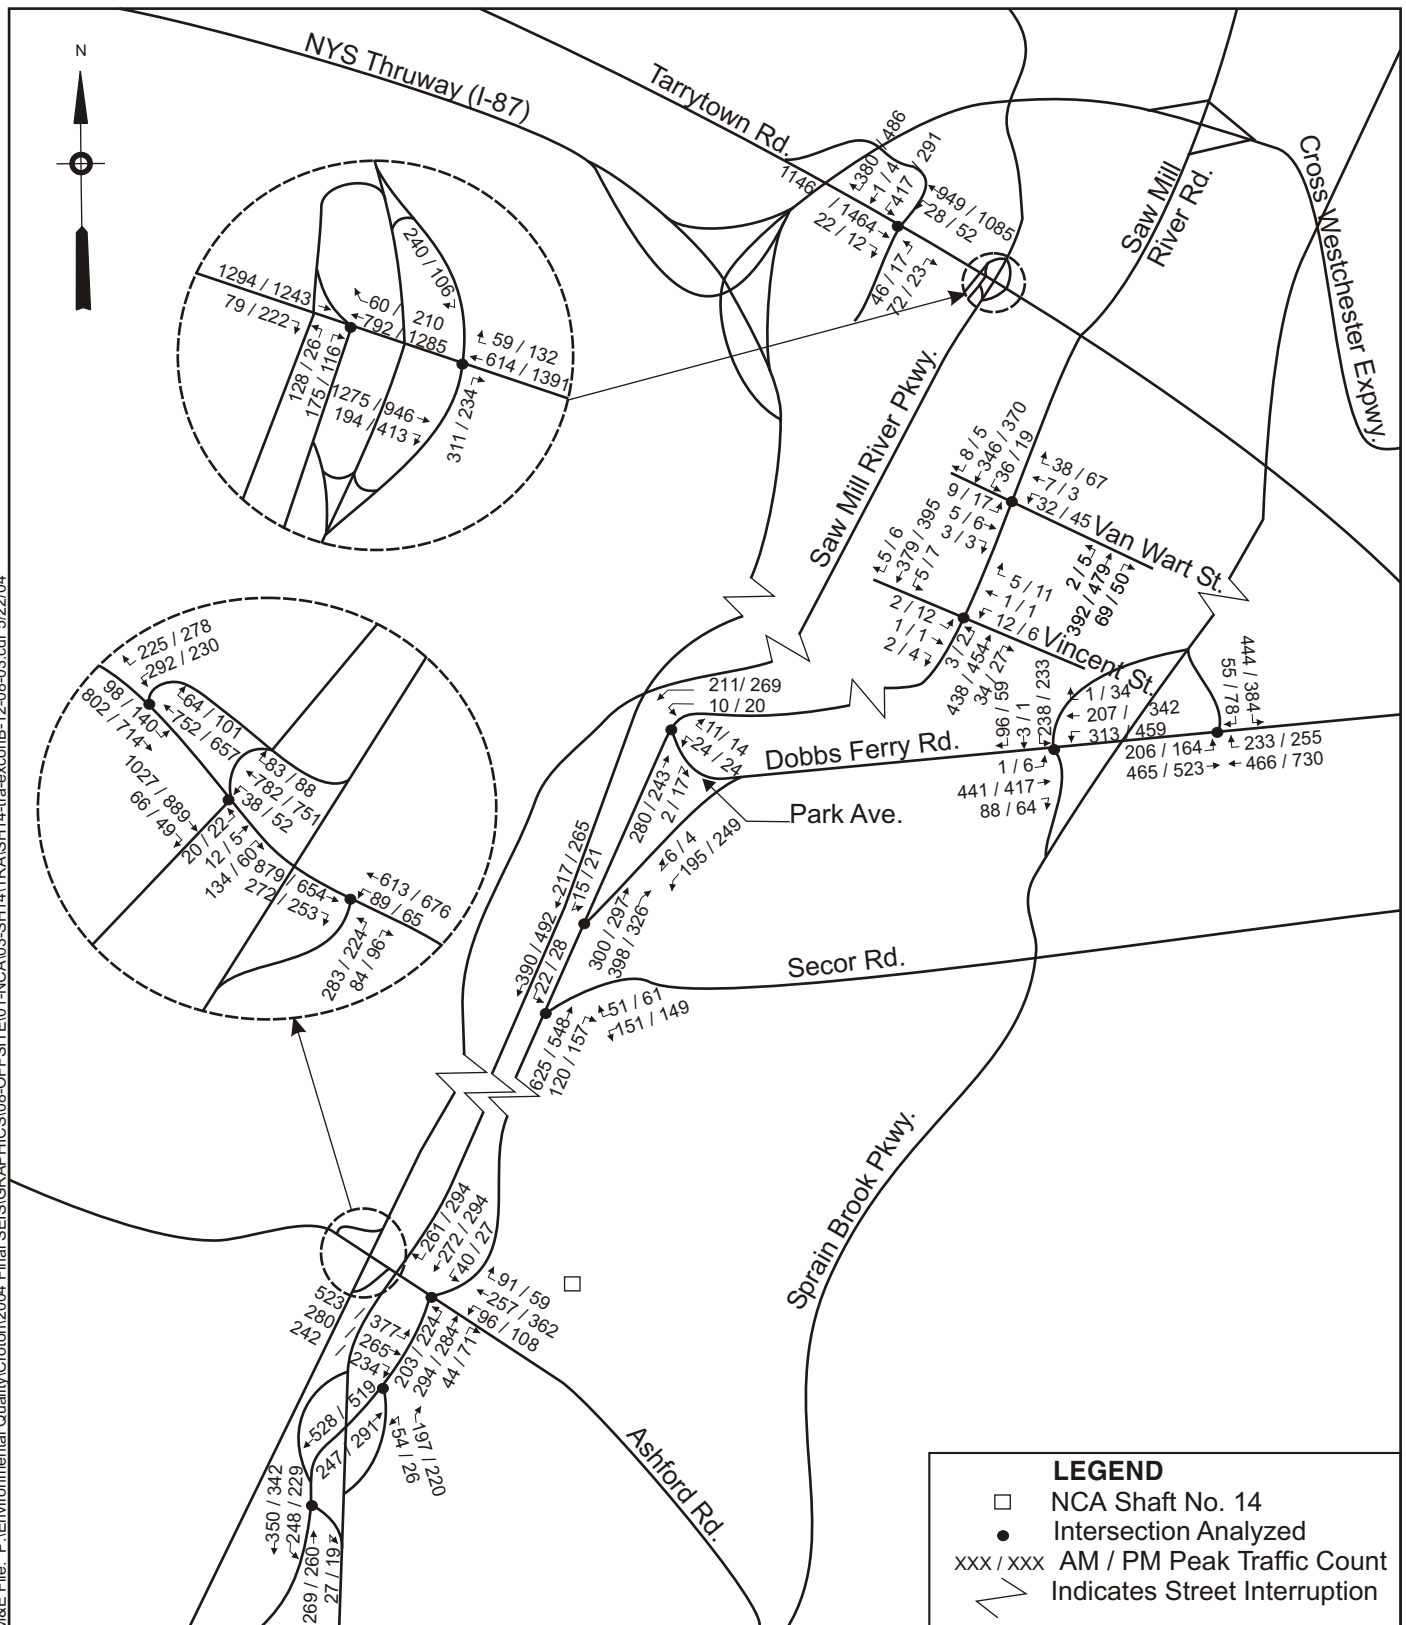 N
NYS Thruway (I-87)
Tarrytown Rd.
380 / 486
1 / 4
417 / 291
1146
/ 1464
22 / 12
949 / 1085
28 / 52
46 / 17
72 / 23
Saw Mill
River Rd.
Cross Westchester Expwy.
240 / 106
1294 / 1243
79 / 222
60 / 210
792 / 1285
59 / 132
614 / 1391
128 / 26
175 / 116
1275 / 946
194 / 413
311 / 234
Saw Mill River Pkwy.
8 / 5
346 / 370
36 / 19
38 / 67
7 / 3
32 / 45
9 / 17
5 / 6
3 / 3
Van Wart St.
2 / 5
392 / 479
69 / 50
5 / 6
379 / 395
5 / 7
5 / 11
1 / 1
12 / 6
2 / 12
1 / 1
2 / 4
Vincent St.
3 / 2
438 / 454
34 / 27
225 / 278
292 / 230
98 / 140
802 / 714
64 / 101
752 / 657
83 / 88
782 / 751
38 / 52
1027 / 889
66 / 49
20 / 22
12 / 5
134 / 60
879 / 654
272 / 253
613 / 676
89 / 65
283 / 224
84 / 96
211/ 269
10 / 20
11/ 14
24 / 24
Dobbs Ferry Rd.
96 / 59
3 / 1
238 / 233
1 / 34
207 / 342
313 / 459
1 / 6
441 / 417
88 / 64
444 / 384
55 / 78
206 / 164
465 / 523
233 / 255
466 / 730
280 / 243
2 / 17
Park Ave.
217 / 265
15 / 21
6 / 4
195 / 249
300 / 297
398 / 326
390 / 492
22 / 28
Secor Rd.
51 / 61
151 / 149
625 / 548
120 / 157
Sprain Brook Pkwy.
261 / 294
272 / 294
40 / 27
91 / 59
257 / 362
96 / 108
523 / 377
280 / 265
242 / 234
203 / 224
294 / 284
44 / 71
528 / 519
247 / 291
197 / 220
54 / 26
Ashford Rd.
350 / 342
248 / 229
269 / 260
27 / 19
LEGEND
NCA Shaft No. 14
Intersection Analyzed
XXX / XXX AM / PM Peak Traffic Count
Indicates Street Interruption